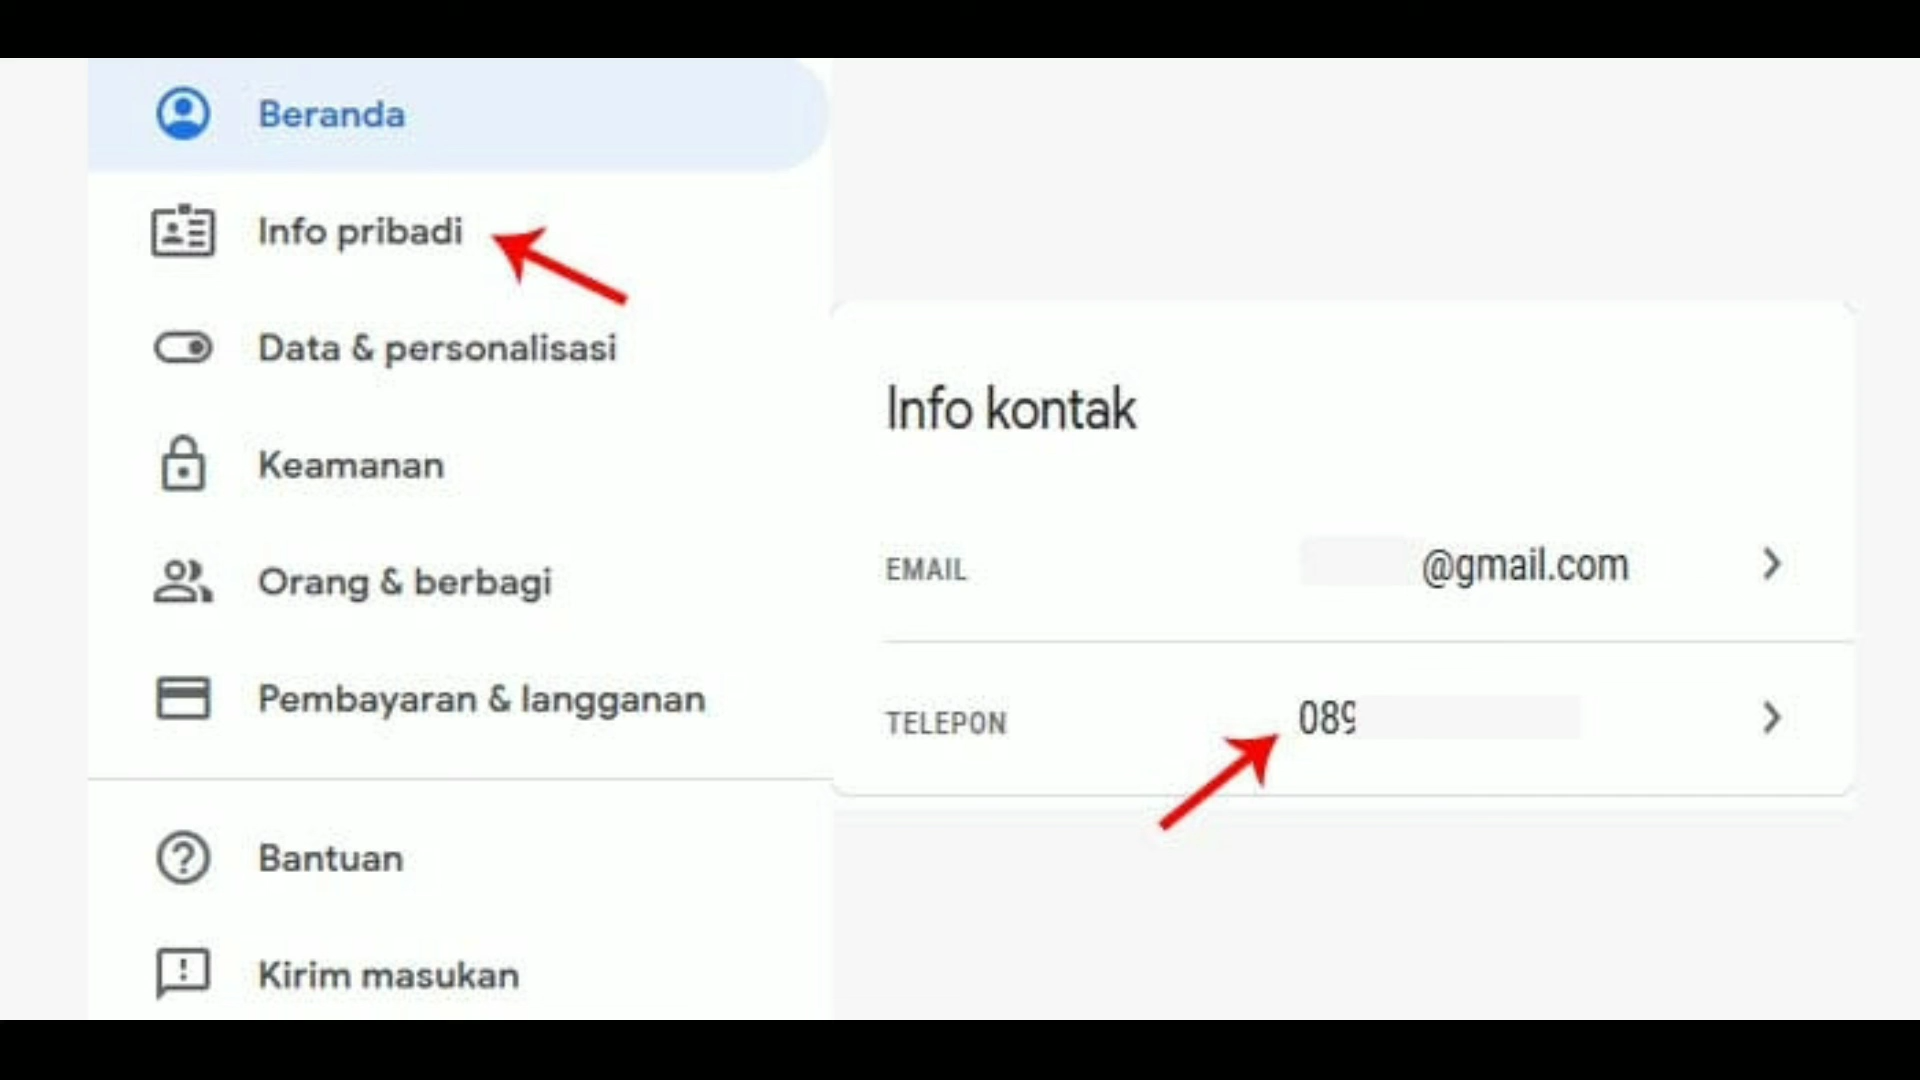 Beranda
Info pribadi
Data & personalisasi
Keamanan
Orang & berbagi
Pembayaran & langganan
Bantuan
Kirim masukan
Info kontak
EMAIL @gmail.com
TELEPON 089